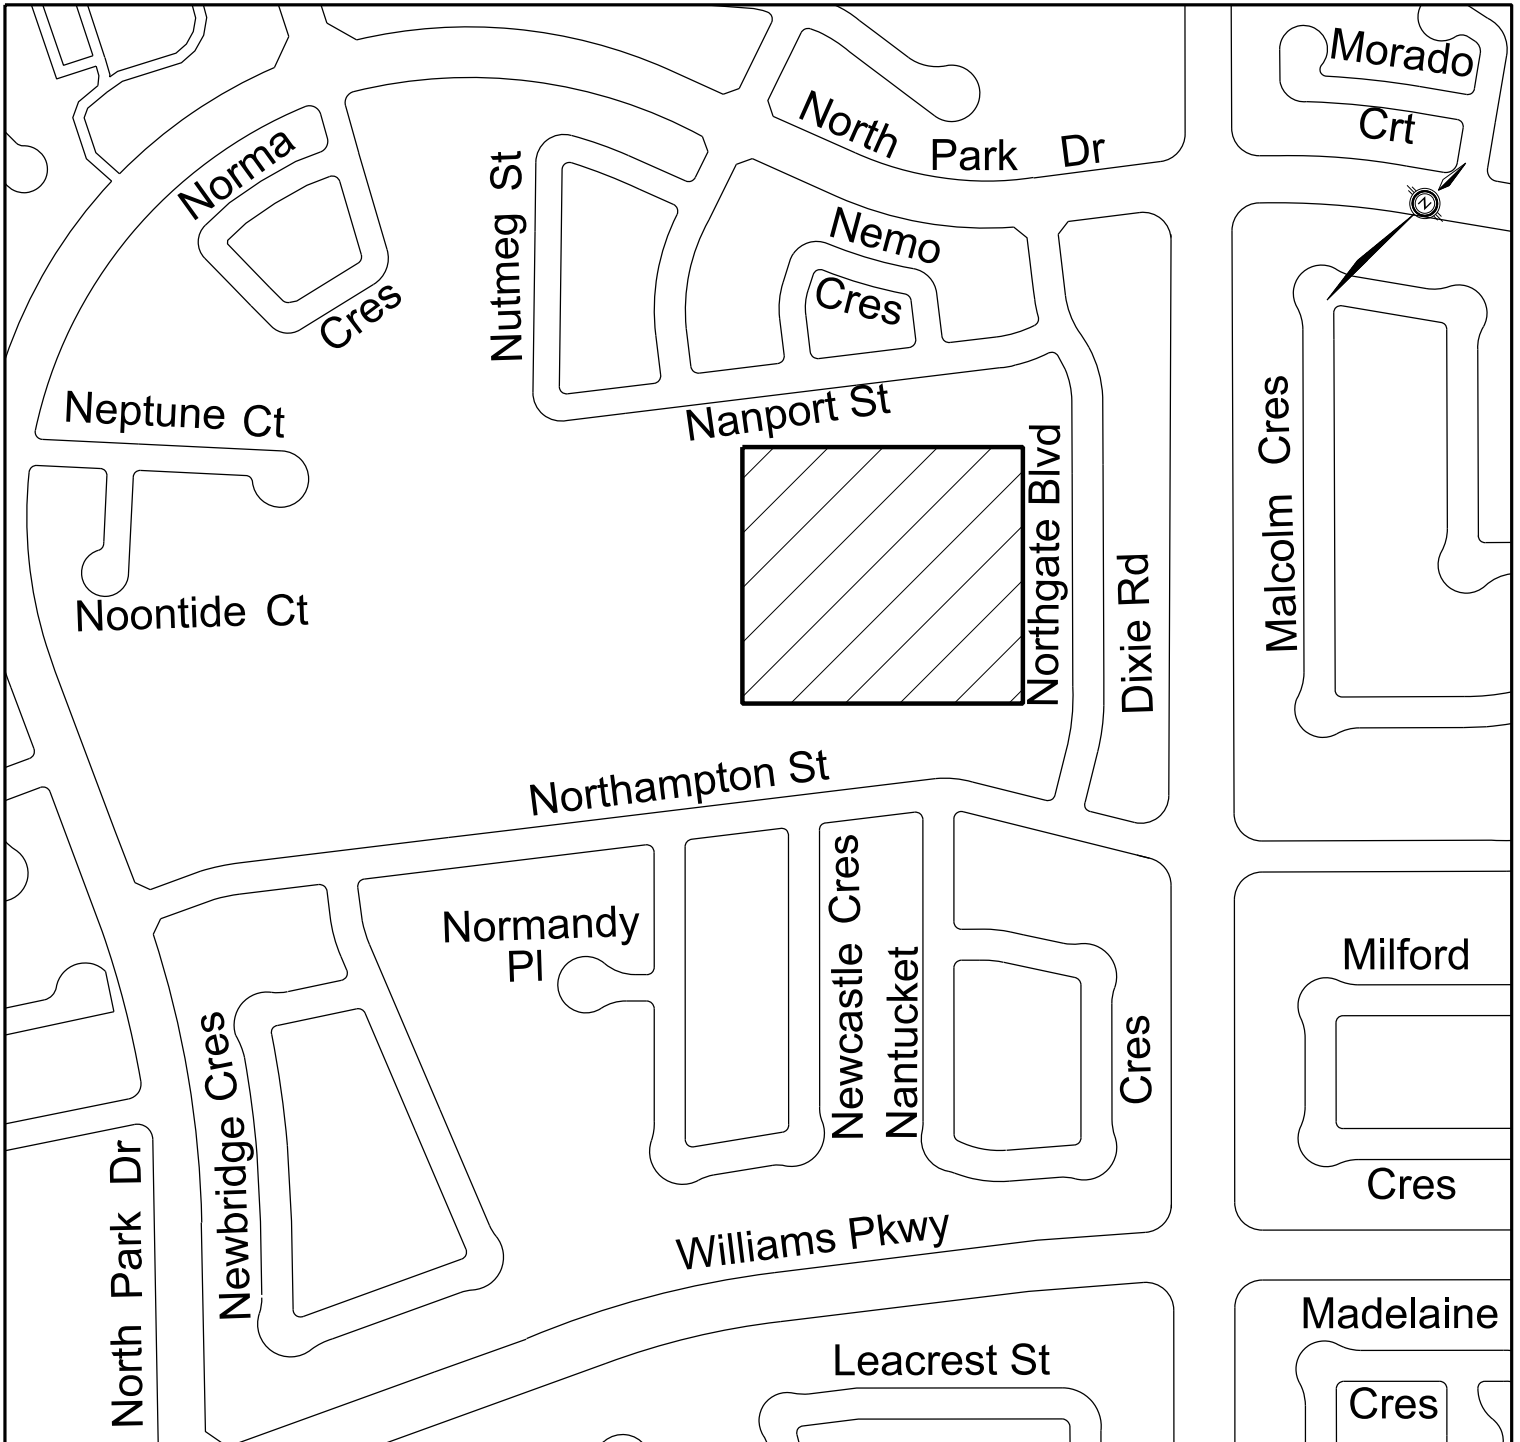 Morado
Crt
North Park Dr
Norma
Cres
Nutmeg St
Nemo
Cres
N
Neptune Ct
Nanport St
Malcolm Cres
Northgate Blvd
Noontide Ct
Dixie Rd
Northampton St
Normandy
Pl
Newcastle Cres
Nantucket
Cres
Milford
Cres
Newbridge Cres
North Park Dr
Williams Pkwy
Madelaine
Cres
Leacrest St